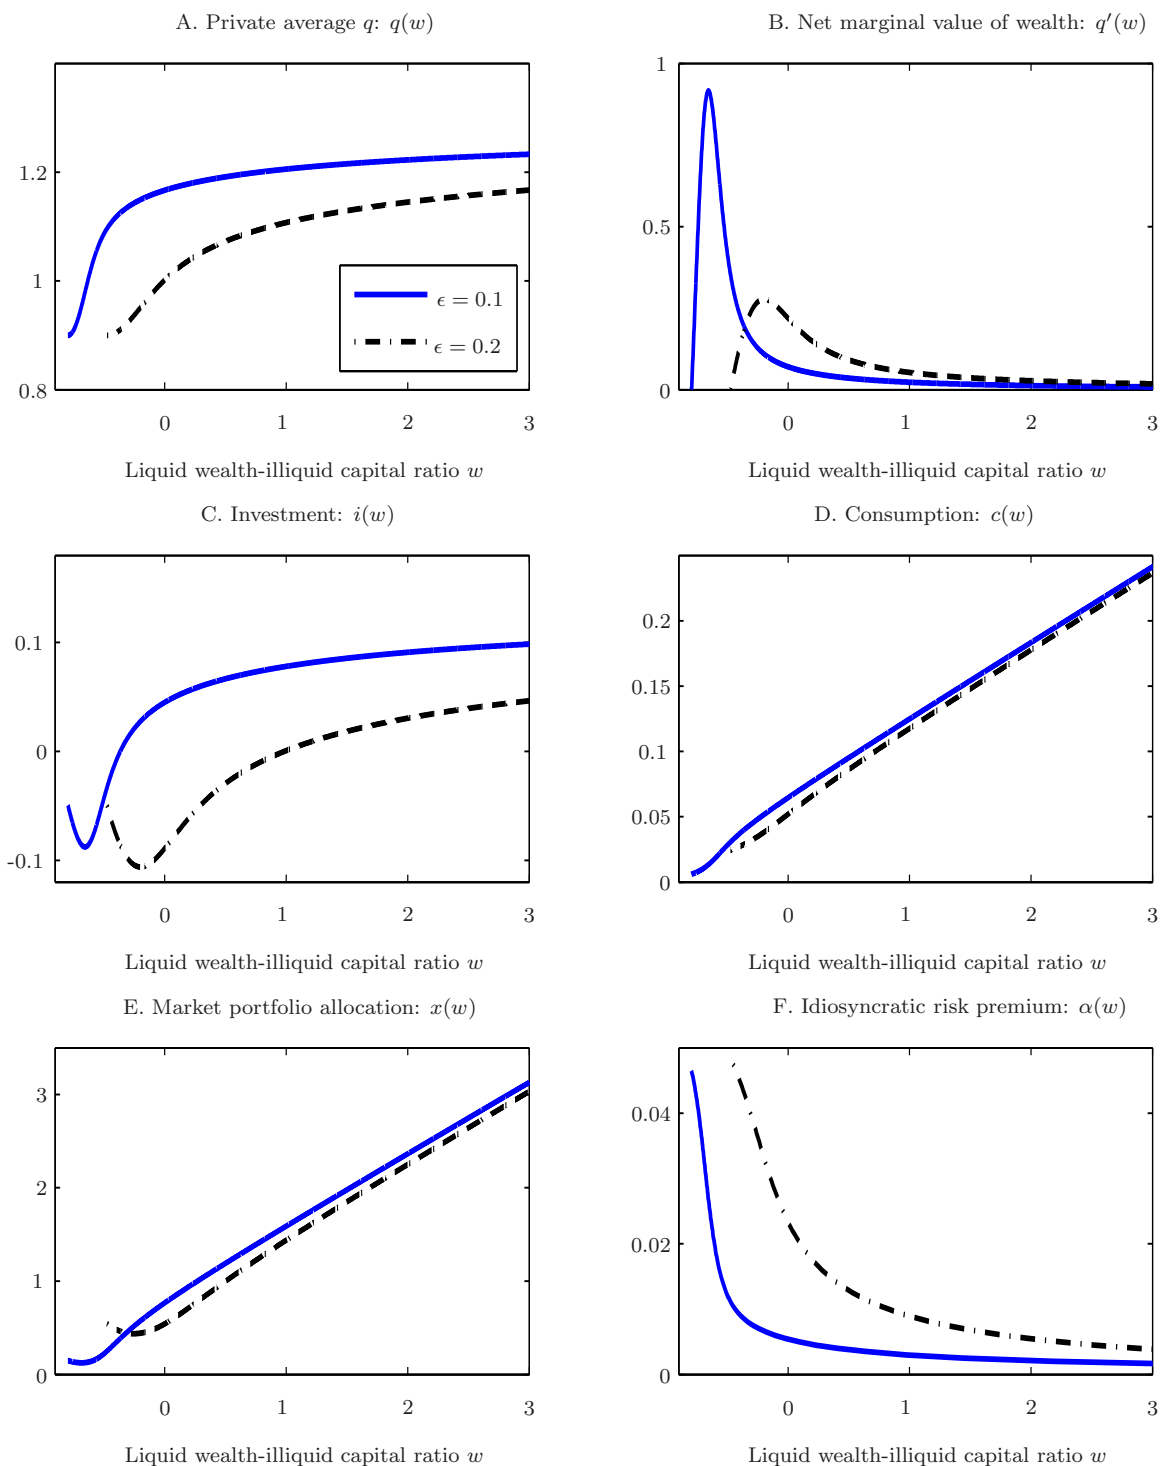 A. Private average q: q(w)
1.2
1
0.8
ϵ = 0.1
ϵ = 0.2
0 1 2 3
Liquid wealth-illiquid capital ratio w
B. Net marginal value of wealth: q′(w)
1
0.5
0
0 1 2 3
Liquid wealth-illiquid capital ratio w
C. Investment: i(w)
0.1
0
-0.1
0 1 2 3
Liquid wealth-illiquid capital ratio w
D. Consumption: c(w)
0.2
0.15
0.1
0.05
0
0 1 2 3
Liquid wealth-illiquid capital ratio w
E. Market portfolio allocation: x(w)
3
2
1
0
0 1 2 3
Liquid wealth-illiquid capital ratio w
F. Idiosyncratic risk premium: α(w)
0.04
0.02
0
0 1 2 3
Liquid wealth-illiquid capital ratio w